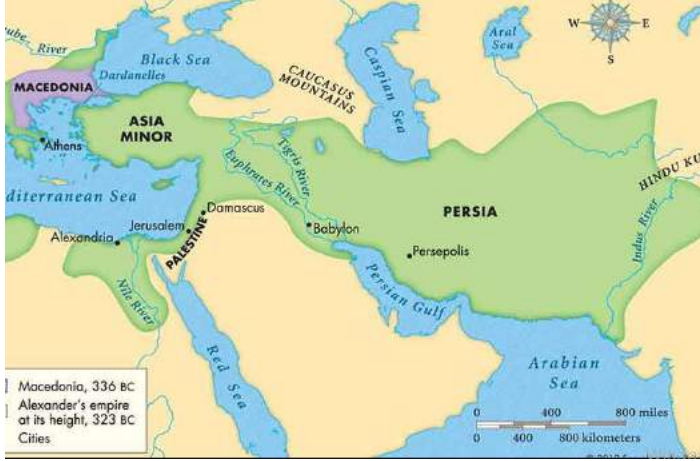 ube
River
Black Sea
Dardanelles
MACEDONIA
CAUCASUS
MOUNTAINS
Caspian Sea
Aral
Sea
W
E
S
ASIA
MINOR
Athens
Tigris River
Euphrates River
HINDU KU
diterranean Sea
Damascus
Jerusalem
PALESTINE
Alexandria
Babylon
PERSIA
Persepolis
Indus River
Nile River
Persian Gulf
Red Sea
Arabian
Sea
Macedonia, 336 BC
Alexander's empire
at its height, 323 BC
Cities
0 400 800 miles
0 400 800 kilometers